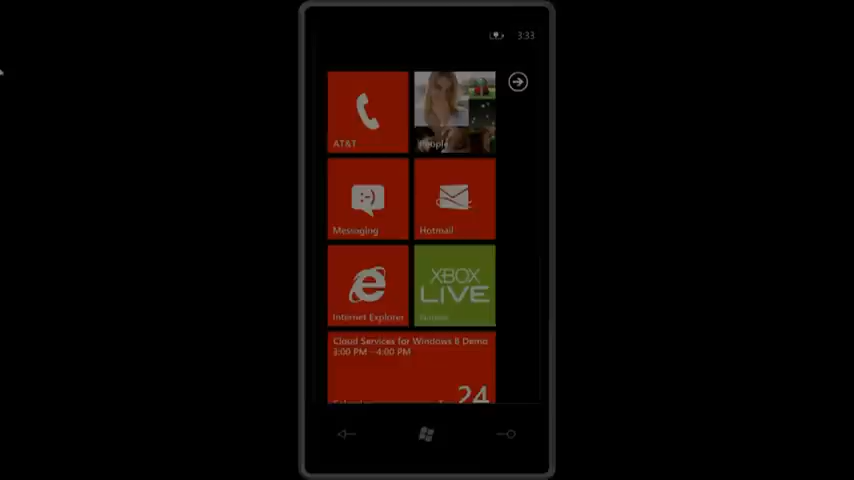 3:33
AT&T
People
Messaging
Hotmail
XBOX
LIVE
Internet Explorer
Cloud Services for Windows 8 Demo
3:00 PM - 4:00 PM
24